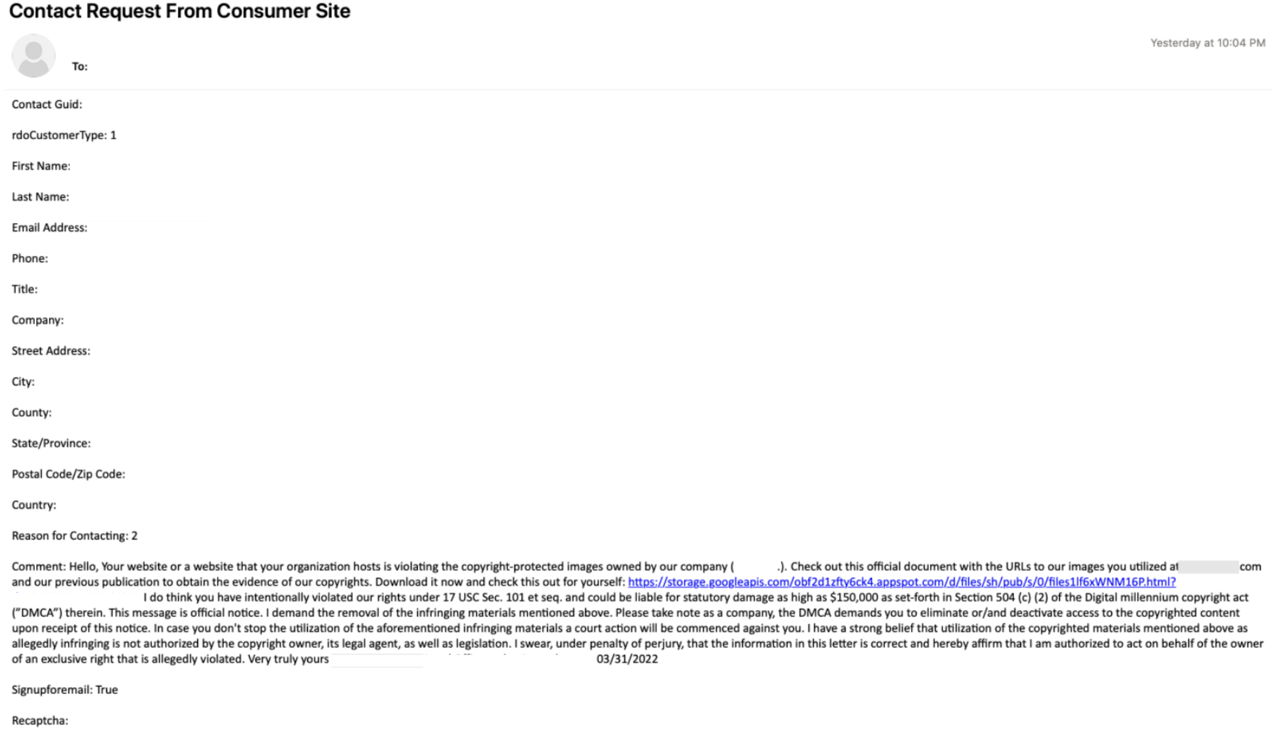 Contact Request From Consumer Site
Yesterday at 10:04 PM
To:
Contact Guid:
rdoCustomerType: 1
First Name:
Last Name:
Email Address:
Phone:
Title:
Company:
Street Address:
City:
County:
State/Province:
Postal Code/Zip Code:
Country:
Reason for Contacting: 2
Comment: Hello, Your website or a website that your organization hosts is violating the copyright-protected images owned by our company ( .). Check out this official document with the URLs to our images you utilized at com
and our previous publication to obtain the evidence of our copyrights. Download it now and check this out for yourself: https://storage.googleapis.com/obf2d1zfty6ck4.appspot.com/d/files/sh/pub/s/0/files1lf6xWNM16P.html?
I do think you have intentionally violated our rights under 17 USC Sec. 101 et seq. and could be liable for statutory damage as high as $150,000 as set-forth in Section 504 (c) (2) of the Digital millennium copyright act
("DMCA") therein. This message is official notice. I demand the removal of the infringing materials mentioned above. Please take note as a company, the DMCA demands you to eliminate or/and deactivate access to the copyrighted content
upon receipt of this notice. In case you don't stop the utilization of the aforementioned infringing materials a court action will be commenced against you. I have a strong belief that utilization of the copyrighted materials mentioned above as
allegedly infringing is not authorized by the copyright owner, its legal agent, as well as legislation. I swear, under penalty of perjury, that the information in this letter is correct and hereby affirm that I am authorized to act on behalf of the owner
of an exclusive right that is allegedly violated. Very truly yours 03/31/2022
Signupforemail: True
Recaptcha: